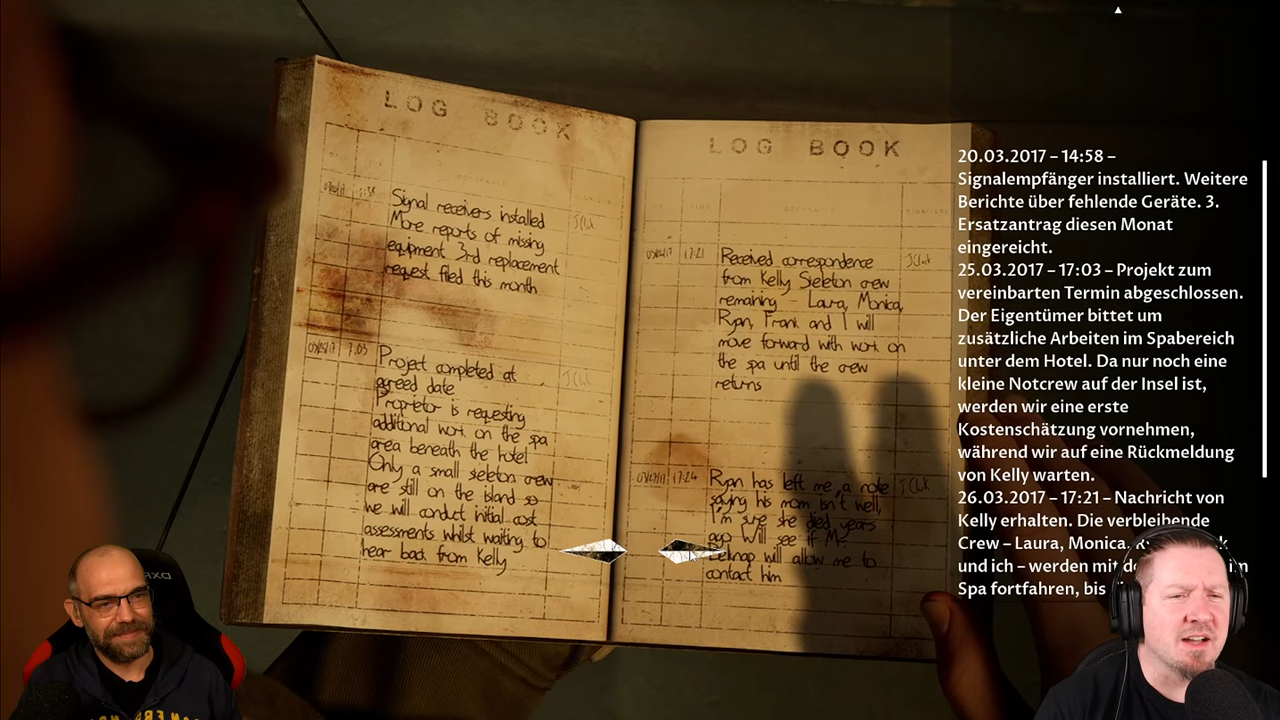 LOG BOOK
Signal receivers installed
More reports of missing
equipment 3rd replacement
request filed this month
Project completed at
agreed date
Proprietor is requesting
additional work on the spa
area beneath the hotel
Only a small skeleton crew
are still on the island so
we will conduct initial cost
assessments whilst waiting to
hear back from Kelly
LOG BOOK
17:21
Received correspondence
from Kelly Skeleton crew
remaining Laura, Monica,
Ryan, Frank and I will
move forward with work on
the spa until the crew
returns
17:24
Ryan has left me a note
saying his mom isn't well,
I'm sure she died years
ago Will see if Mr
allow me to
contact him
20.03.2017 – 14:58 –
Signalempfänger installiert. Weitere
Berichte über fehlende Geräte. 3.
Ersatzantrag diesen Monat
eingereicht.
25.03.2017 – 17:03 – Projekt zum
vereinbarten Termin abgeschlossen.
Der Eigentümer bittet um
zusätzliche Arbeiten im Spabereich
unter dem Hotel. Da nur noch eine
kleine Notcrew auf der Insel ist,
werden wir eine erste
Kostenschätzung vornehmen,
während wir auf eine Rückmeldung
von Kelly warten.
26.03.2017 – 17:21 – Nachricht von
Kelly erhalten. Die verbleibende
Crew – Laura, Monica,
und ich – werden mit
Spa fortfahren, bis